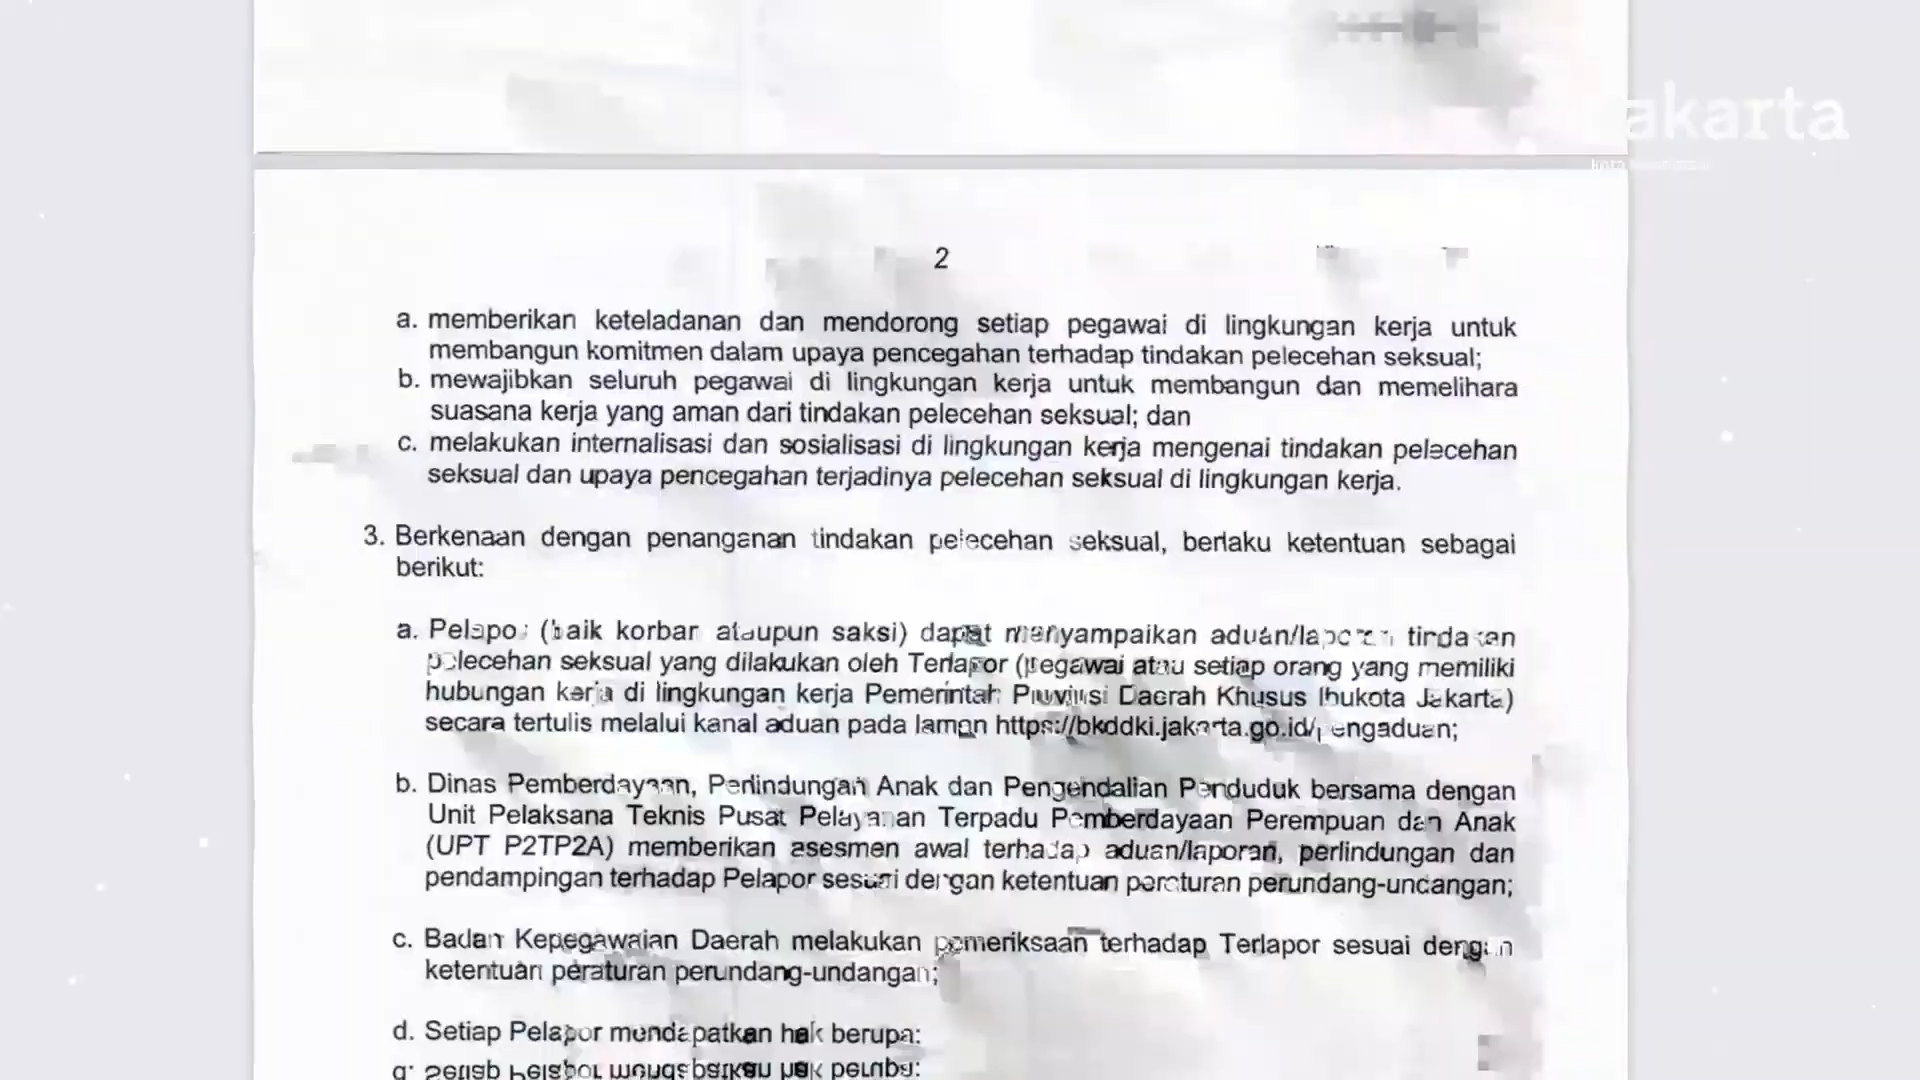 akarta
2
a. memberikan keteladanan dan mendorong setiap pegawai di lingkungan kerja untuk
membangun komitmen dalam upaya pencegahan terhadap tindakan pelecehan seksual;
b. mewajibkan seluruh pegawai di lingkungan kerja untuk membangun dan memelihara
suasana kerja yang aman dari tindakan pelecehan seksual; dan
c. melakukan internalisasi dan sosialisasi di lingkungan kerja mengenai tindakan pelecehan
seksual dan upaya pencegahan terjadinya pelecehan seksual di lingkungan kerja.
3. Berkenaan dengan penanganan tindakan pelecehan seksual, berlaku ketentuan sebagai
berikut:
a. Pelapor (baik korban ataupun saksi) dapat menyampaikan aduan/laporan tindakan
pelecehan seksual yang dilakukan oleh Terlapor (pegawai atau setiap orang yang memiliki
hubungan kerja di lingkungan kerja Pemerintah Provinsi Daerah Khusus Ibukota Jakarta)
secara tertulis melalui kanal aduan pada laman https://bkddki.jakarta.go.id/pengaduan;
b. Dinas Pemberdayaan, Perlindungan Anak dan Pengendalian Penduduk bersama dengan
Unit Pelaksana Teknis Pusat Pelayanan Terpadu Pemberdayaan Perempuan dan Anak
(UPT P2TP2A) memberikan asesmen awal terhadap aduan/laporan, perlindungan dan
pendampingan terhadap Pelapor sesuai dengan ketentuan peraturan perundang-undangan;
c. Badan Kepegawaian Daerah melakukan pemeriksaan terhadap Terlapor sesuai dengan
ketentuan peraturan perundang-undangan;
d. Setiap Pelapor mendapatkan hak berupa: